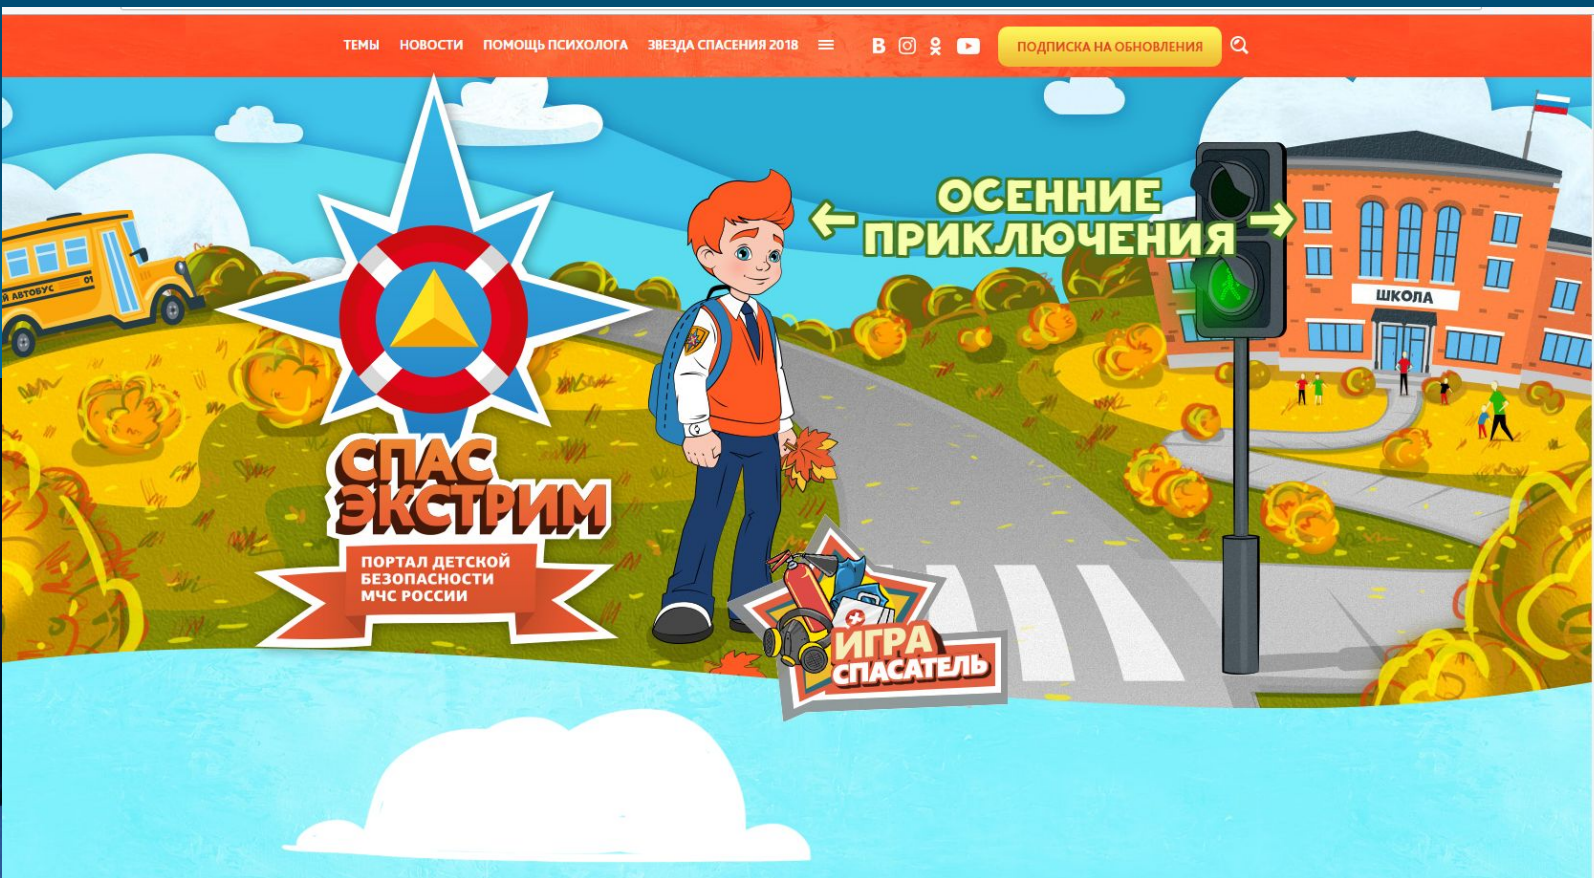 ТЕМЫ НОВОСТИ ПОМОЩЬ ПСИХОЛОГА ЗВЕЗДА СПАСЕНИЯ 2018 ПОДПИСКА НА ОБНОВЛЕНИЯ
ОСЕННИЕ
ПРИКЛЮЧЕНИЯ
Й АВТОБУС 01
ШКОЛА
СПАС
ЭКСТРИМ
ПОРТАЛ ДЕТСКОЙ
БЕЗОПАСНОСТИ
МЧС РОССИИ
ИГРА
СПАСАТЕЛЬ